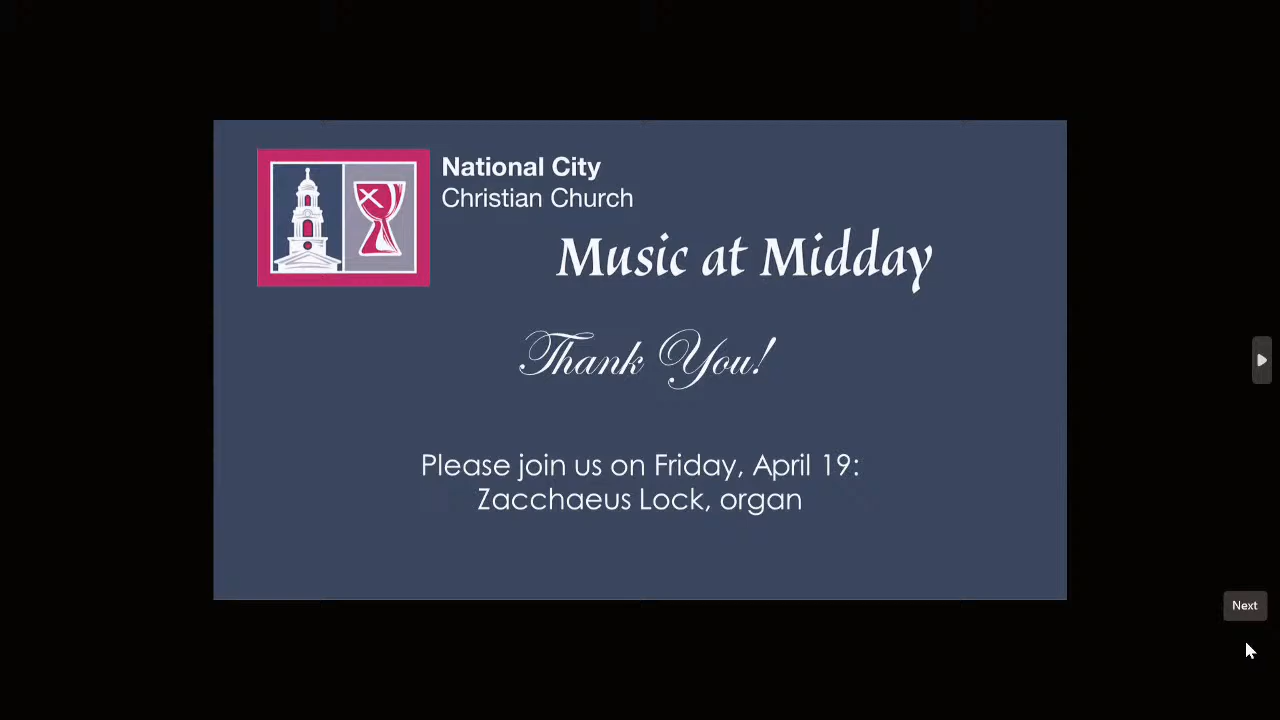 National City
Christian Church
Music at Midday
Thank You!
Please join us on Friday, April 19:
Zacchaeus Lock, organ
Next